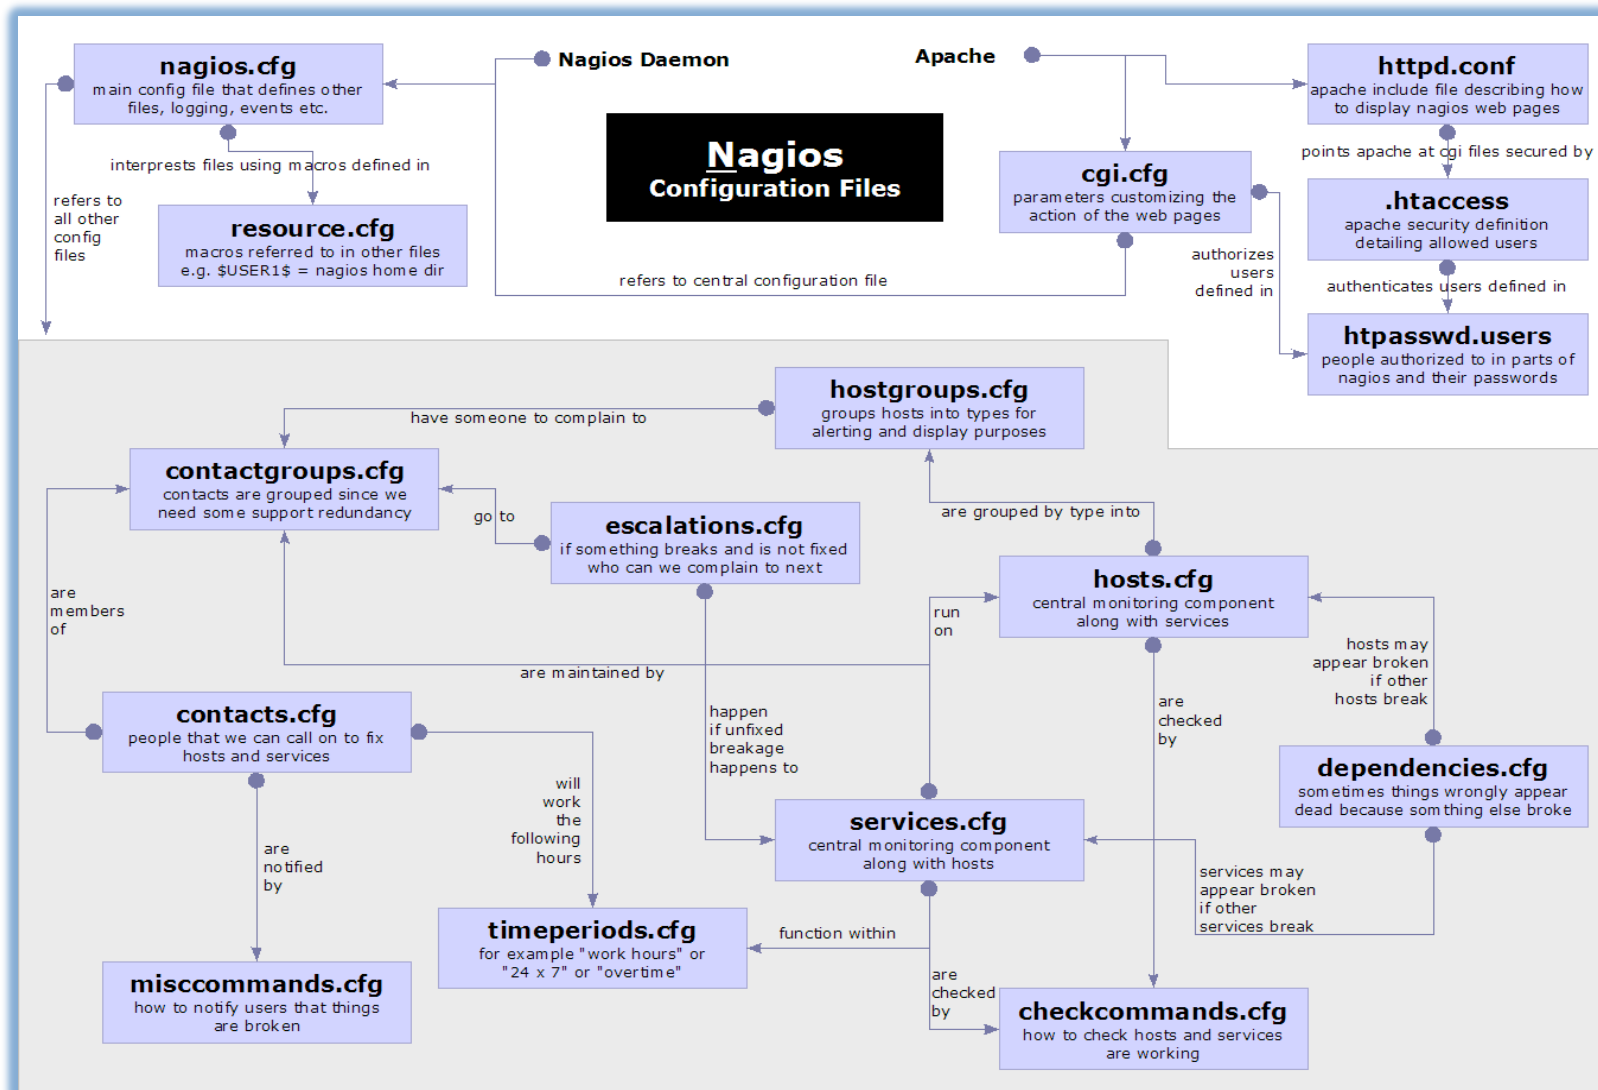 nagios.cfg
main config file that defines other
files, logging, events etc.
Nagios Daemon
Apache
httpd.conf
apache include file describing how
to display nagios web pages
interprests files using macros defined in
Nagios
Configuration Files
points apache at cgi files secured by
cgi.cfg
parameters customizing the
action of the web pages
refers to
all other
config
files
resource.cfg
macros referred to in other files
e.g. $USER1$ = nagios home dir
.htaccess
apache security definition
detailing allowed users
refers to central configuration file
authorizes
users
defined in
authenticates users defined in
htpasswd.users
people authorized to in parts of
nagios and their passwords
hostgroups.cfg
groups hosts into types for
alerting and display purposes
have someone to complain to
contactgroups.cfg
contacts are grouped since we
need some support redundancy
go to
escalations.cfg
if something breaks and is not fixed
who can we complain to next
are grouped by type into
hosts.cfg
central monitoring component
along with services
are
members
of
run
on
are maintained by
hosts may
appear broken
if other
hosts break
contacts.cfg
people that we can call on to fix
hosts and services
happen
if unfixed
breakage
happens to
are
checked
by
dependencies.cfg
sometimes things wrongly appear
dead because somthing else broke
will
work
the
following
hours
services.cfg
central monitoring component
along with hosts
are
notified
by
services may
appear broken
if other
services break
timeperiods.cfg
for example "work hours" or
"24 x 7" or "overtime"
function within
misccommands.cfg
how to notify users that things
are broken
are
checked
by
checkcommands.cfg
how to check hosts and services
are working